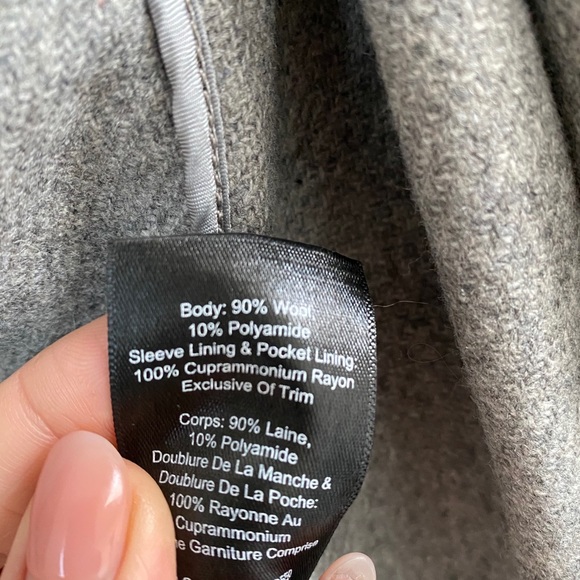 Body: 90% Wool,
10% Polyamide
Sleeve Lining & Pocket Lining:
100% Cuprammonium Rayon
Exclusive Of Trim
Corps: 90% Laine,
10% Polyamide
Doublure De La Manche &
Doublure De La Poche:
100% Rayonne Au
Cuprammonium
Garniture Comprise